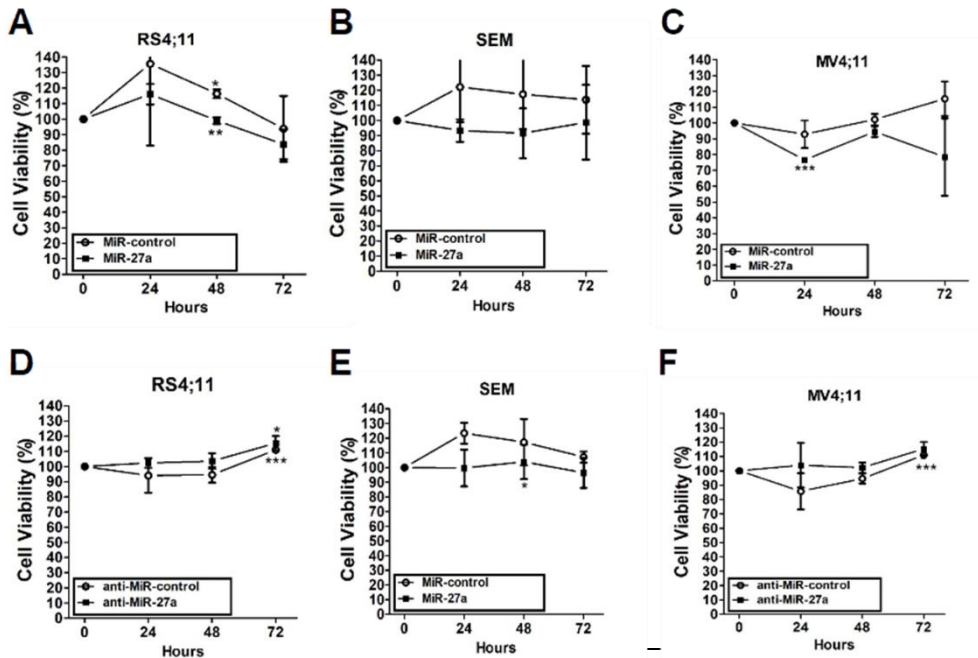 A
RS4;11
Cell Viability (%)
140
130
120
110
100
90
80
70
60
50
40
30
20
10
0
*
**
MiR-control
MiR-27a
0 24 48 72
Hours
B
SEM
Cell Viability (%)
140
130
120
110
100
90
80
70
60
50
40
30
20
10
0
MiR-control
MiR-27a
0 24 48 72
Hours
C
MV4;11
Cell Viability (%)
140
130
120
110
100
90
80
70
60
50
40
30
20
10
0
***
MiR-control
MiR-27a
0 24 48 72
Hours
D
RS4;11
Cell Viability (%)
140
130
120
110
100
90
80
70
60
50
40
30
20
10
0
*
***
anti-MiR-control
anti-MiR-27a
0 24 48 72
Hours
E
SEM
Cell Viability (%)
140
130
120
110
100
90
80
70
60
50
40
30
20
10
0
*
MiR-control
MiR-27a
0 24 48 72
Hours
F
MV4;11
Cell Viability (%)
140
130
120
110
100
90
80
70
60
50
40
30
20
10
0
***
anti-MiR-control
anti-MiR-27a
0 24 48 72
Hours